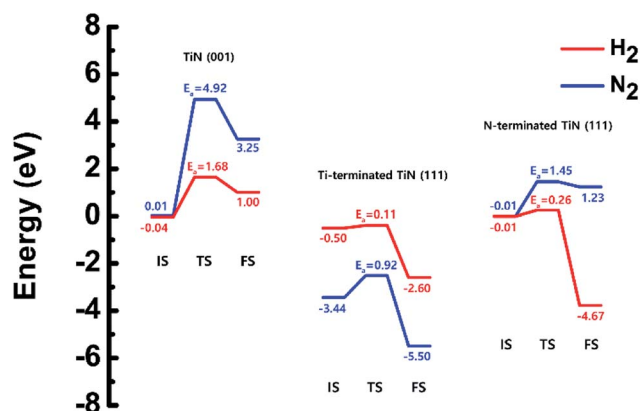 8
6
4
2
0
-2
-4
-6
-8
Energy (eV)
H2
N2
TiN (001)
Ea=4.92
3.25
Ea=1.68
1.00
0.01
-0.04
IS TS FS
Ti-terminated TiN (111)
Ea=0.11
-0.50
-2.60
Ea=0.92
-3.44
-5.50
IS TS FS
N-terminated TiN (111)
Ea=1.45
-0.01
1.23
Ea=0.26
-0.01
-4.67
IS TS FS